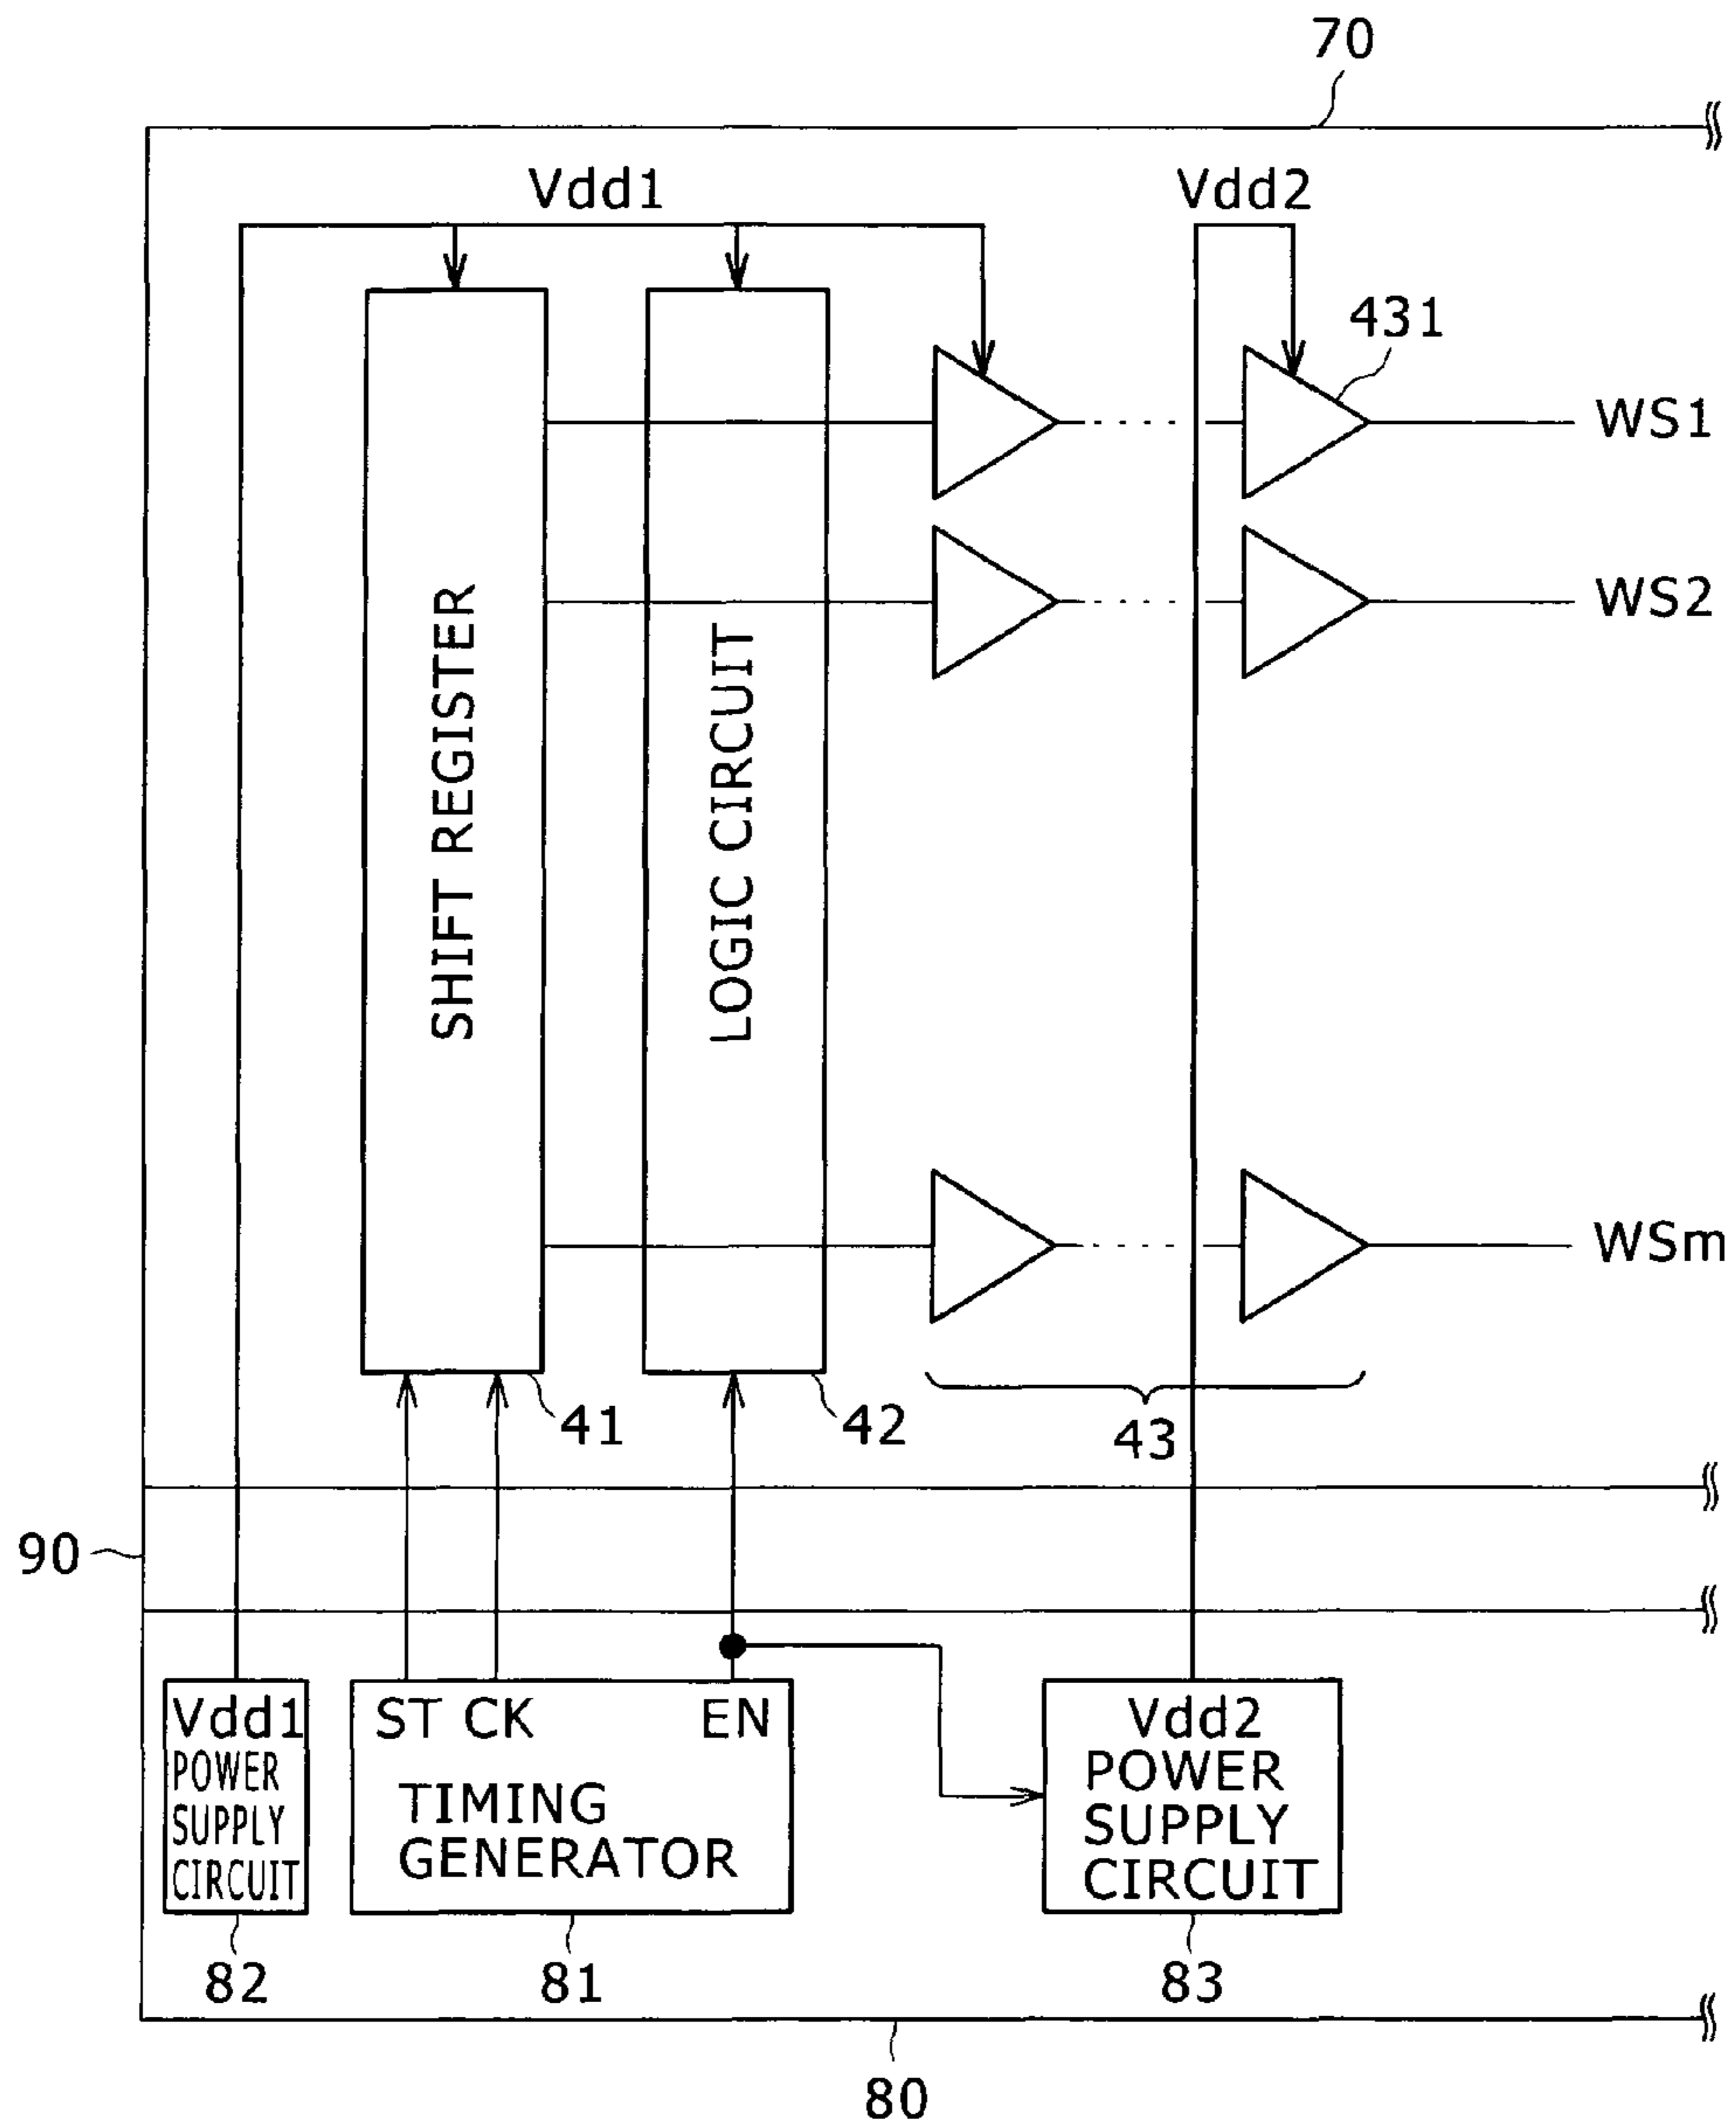 70
Vdd1
Vdd2
431
WS1
WS2
SHIFT REGISTER
LOGIC CIRCUIT
WSm
41
42
43
90
Vdd1
POWER
SUPPLY
CIRCUIT
ST CK EN
TIMING
GENERATOR
Vdd2
POWER
SUPPLY
CIRCUIT
82
81
83
80